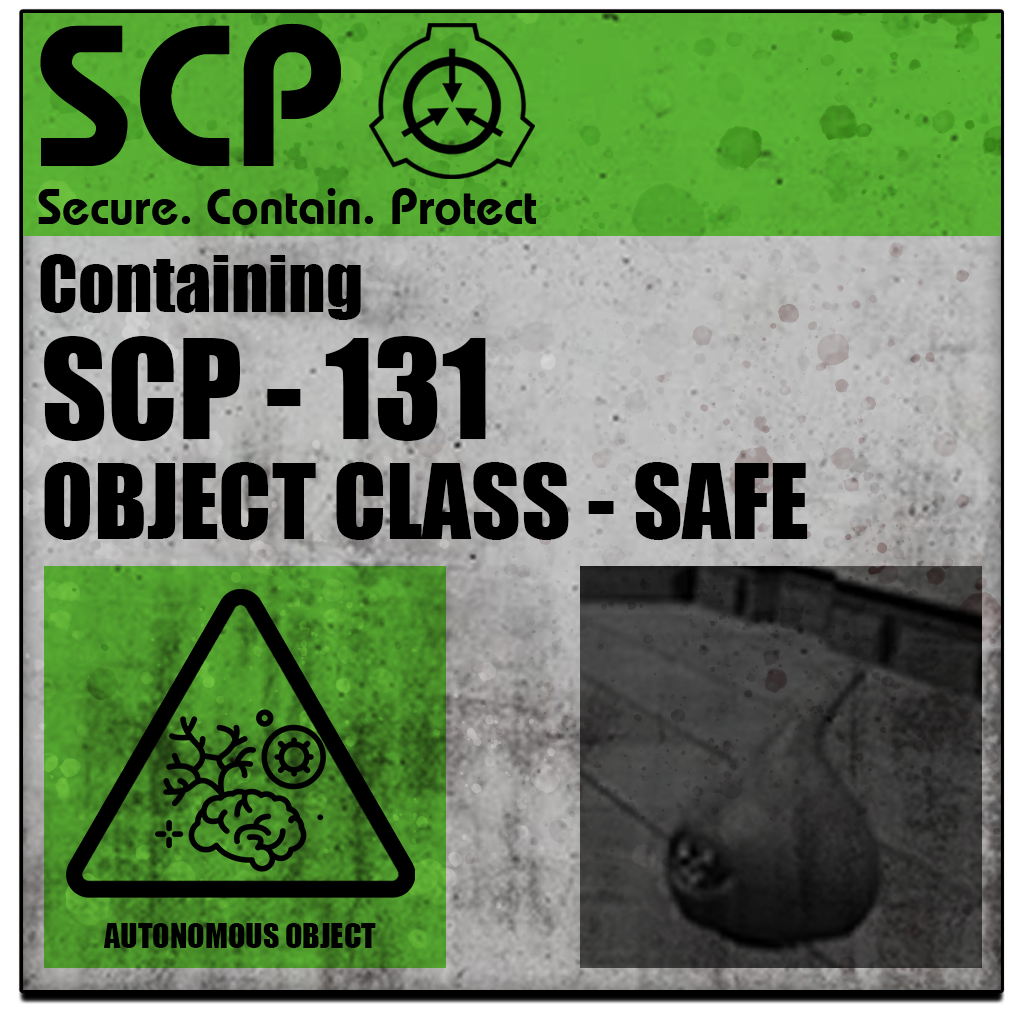 SCP
Secure. Contain. Protect
Containing
SCP - 131
OBJECT CLASS - SAFE
AUTONOMOUS OBJECT